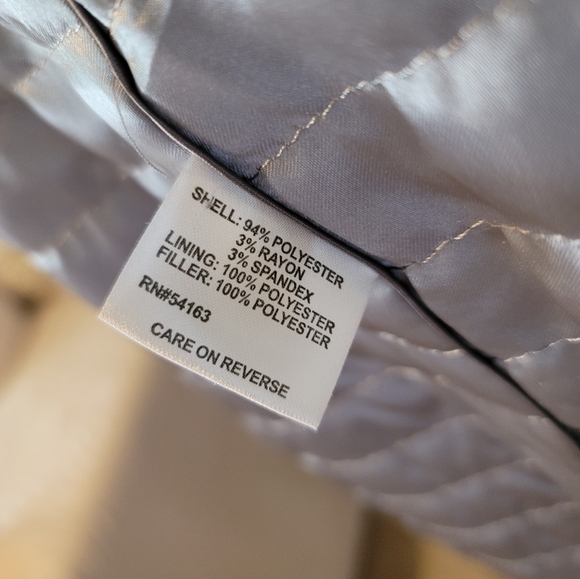 SHELL: 94% POLYESTER
3% RAYON
3% SPANDEX
LINING: 100% POLYESTER
FILLER: 100% POLYESTER
RN#54163
CARE ON REVERSE